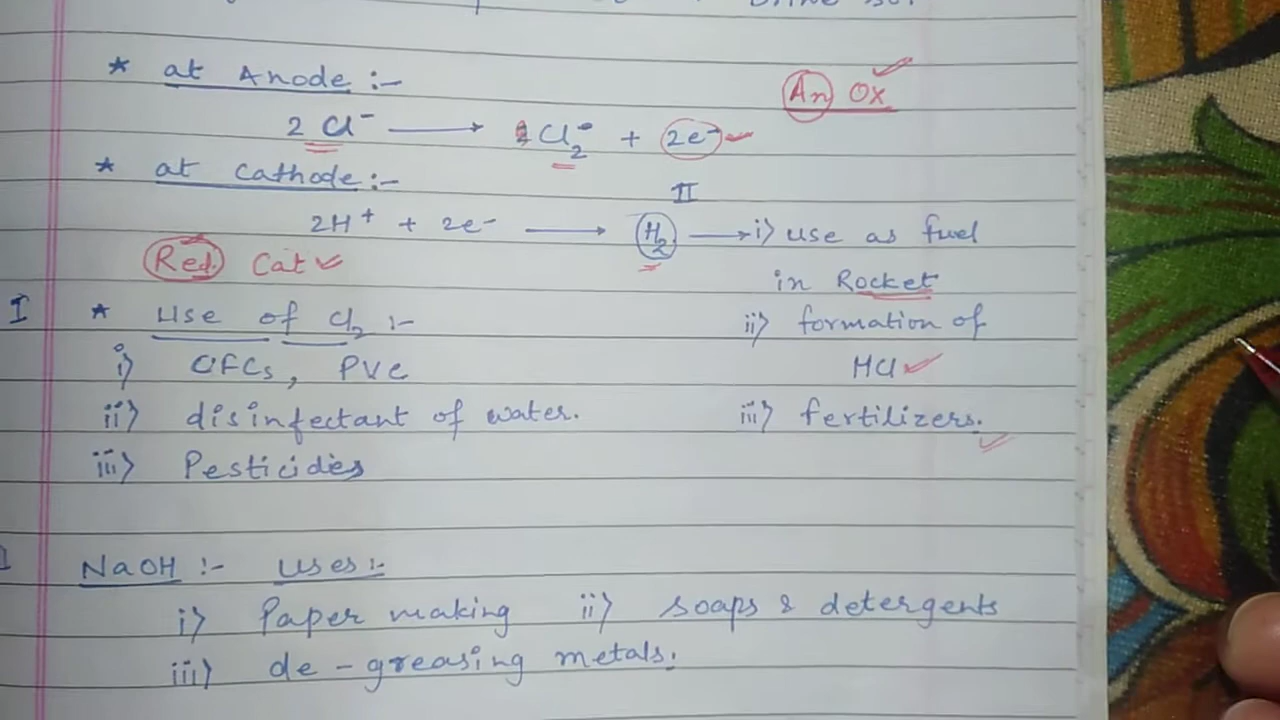 Brine sol
* at Anode :-
An Ox
2 Cl⁻ → Cl₂ + 2e⁻
* at Cathode :-
II
2H⁺ + 2e⁻ → H₂ → i) use as fuel
in Rocket
Red. Cat
I * Use of Cl₂ :-
i) CFCs, PVC
ii) disinfectant of water.
iii) Pesticides
ii) formation of
HCl
iii) fertilizers.
NaOH :- Uses :-
i) Paper making ii) soaps & detergents
iii) de-greasing metals.